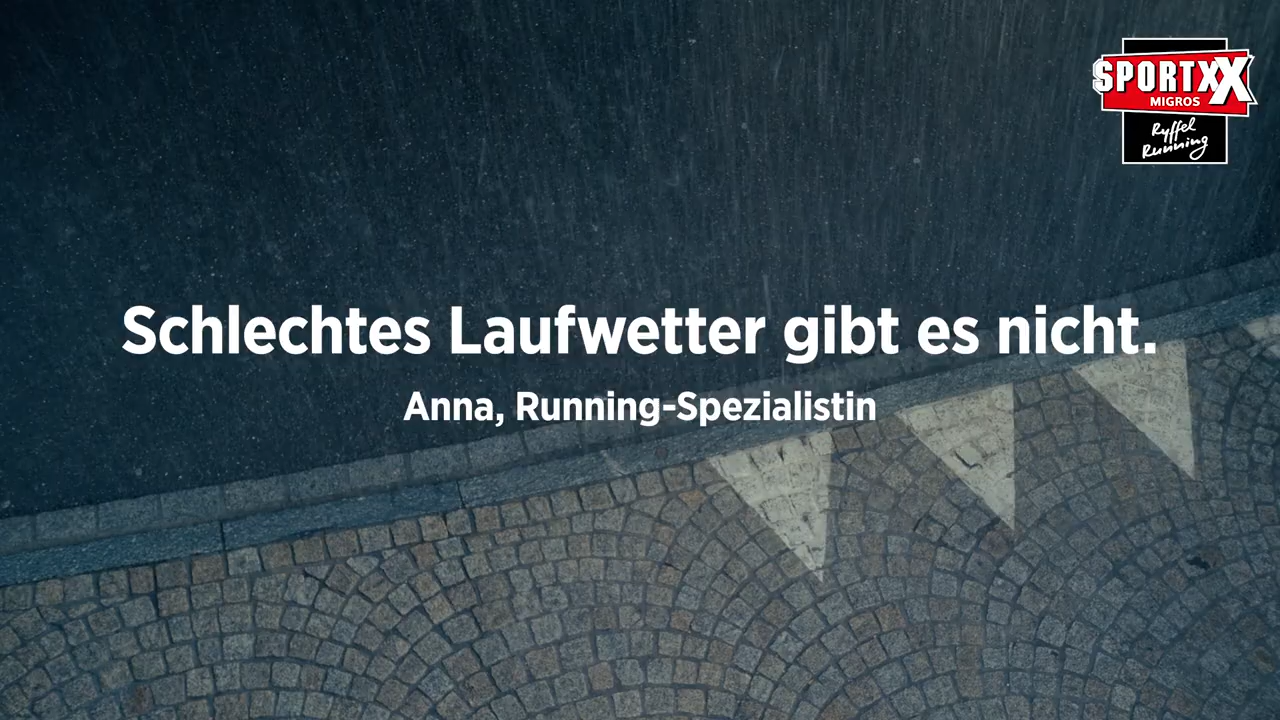 SPORTXX
MIGROS
Ryffel
Running
Schlechtes Laufwetter gibt es nicht.
Anna, Running-Spezialistin